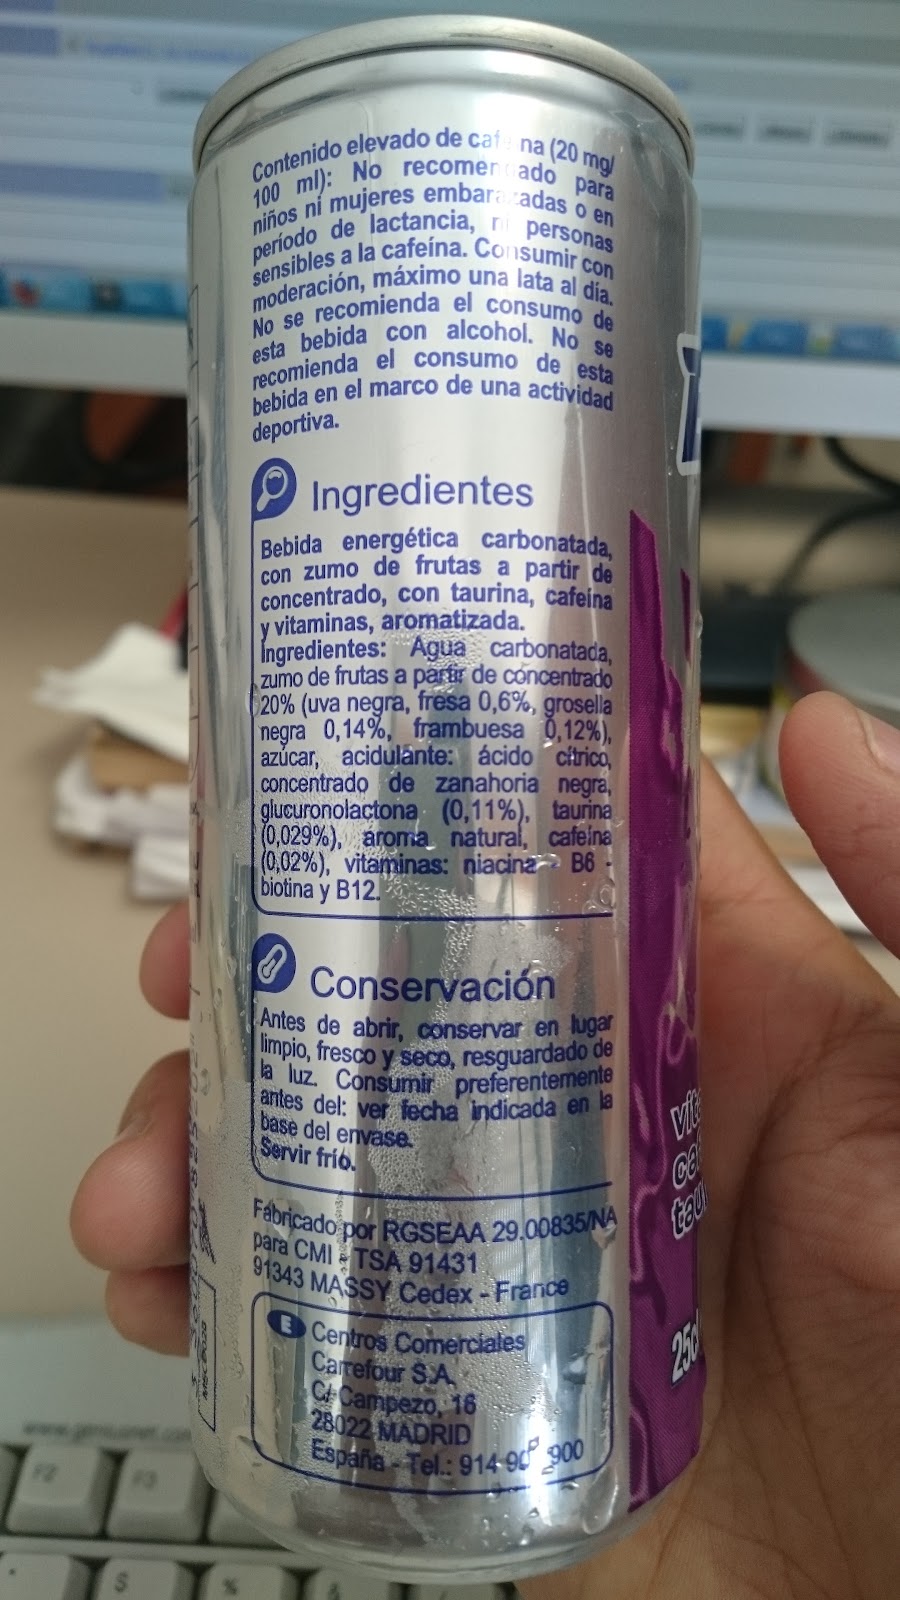 Contenido elevado de cafeína (20 mg/
100 ml): No recomendado para
niños ni mujeres embarazadas o en
período de lactancia, ni personas
sensibles a la cafeína. Consumir con
moderación, máximo una lata al día.
No se recomienda el consumo de
esta bebida con alcohol. No se
recomienda el consumo de esta
bebida en el marco de una actividad
deportiva.
Ingredientes
Bebida energética carbonatada,
con zumo de frutas a partir de
concentrado, con taurina, cafeína
y vitaminas, aromatizada.
Ingredientes: Agua carbonatada,
zumo de frutas a partir de concentrado
20% (uva negra, fresa 0,6%, grosella
negra 0,14%, frambuesa 0,12%),
azúcar, acidulante: ácido cítrico,
concentrado de zanahoria negra,
glucuronolactona (0,11%), taurina
(0,029%), aroma natural, cafeína
(0,02%), vitaminas: niacina - B6 -
biotina y B12.
Conservación
Antes de abrir, conservar en lugar
limpio, fresco y seco, resguardado de
la luz. Consumir preferentemente
antes del: ver fecha indicada en la
base del envase.
Servir frío.
Fabricado por RGSEAA 29.00835/NA
para CMI - TSA 91431
91343 MASSY Cedex - France
E Centros Comerciales
Carrefour S.A.
C/ Campezo, 16
28022 MADRID
España - Tel.: 914 90 900
25cl
F2
F3
$
%